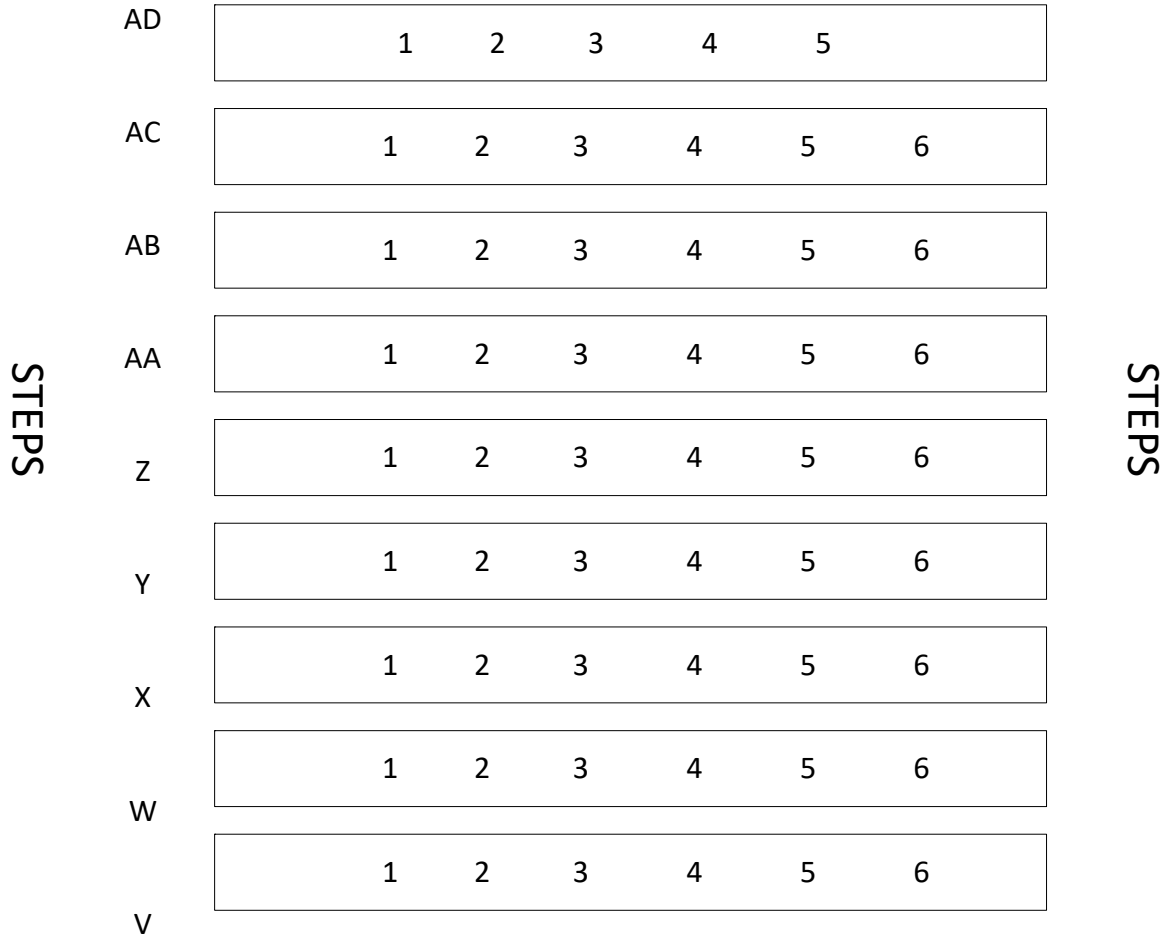 AD 1 2 3 4 5
AC 1 2 3 4 5 6
AB 1 2 3 4 5 6
AA 1 2 3 4 5 6
STEPS
STEPS
Z 1 2 3 4 5 6
Y 1 2 3 4 5 6
X 1 2 3 4 5 6
W 1 2 3 4 5 6
V 1 2 3 4 5 6